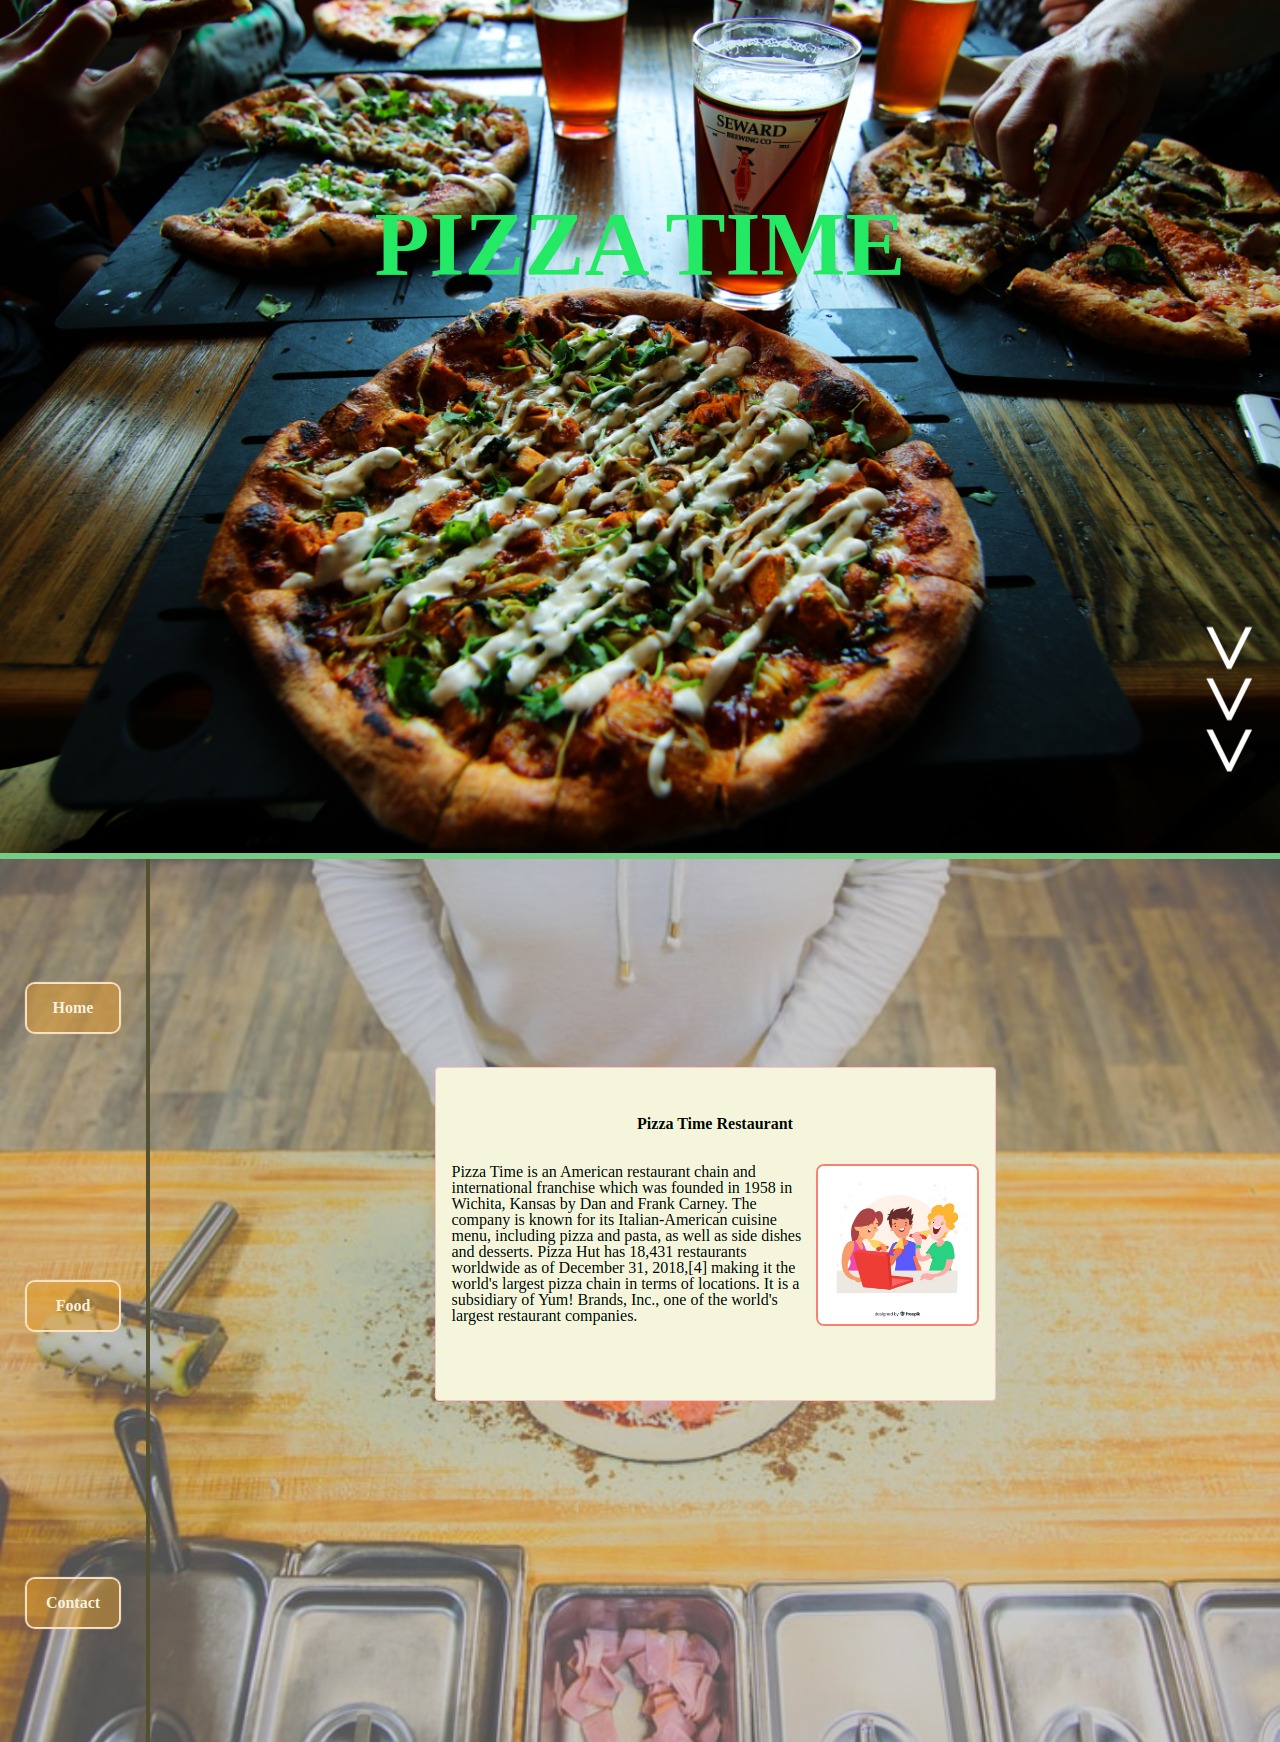 SEWARD
BREWING CO
PIZZA TIME
Home
Pizza Time Restaurant
Pizza Time is an American restaurant chain and
international franchise which was founded in 1958 in
Wichita, Kansas by Dan and Frank Carney. The
company is known for its Italian-American cuisine
menu, including pizza and pasta, as well as side dishes
and desserts. Pizza Hut has 18,431 restaurants
worldwide as of December 31, 2018,[4] making it the
world's largest pizza chain in terms of locations. It is a
subsidiary of Yum! Brands, Inc., one of the world's
largest restaurant companies.
designed by freepik
Food
Contact